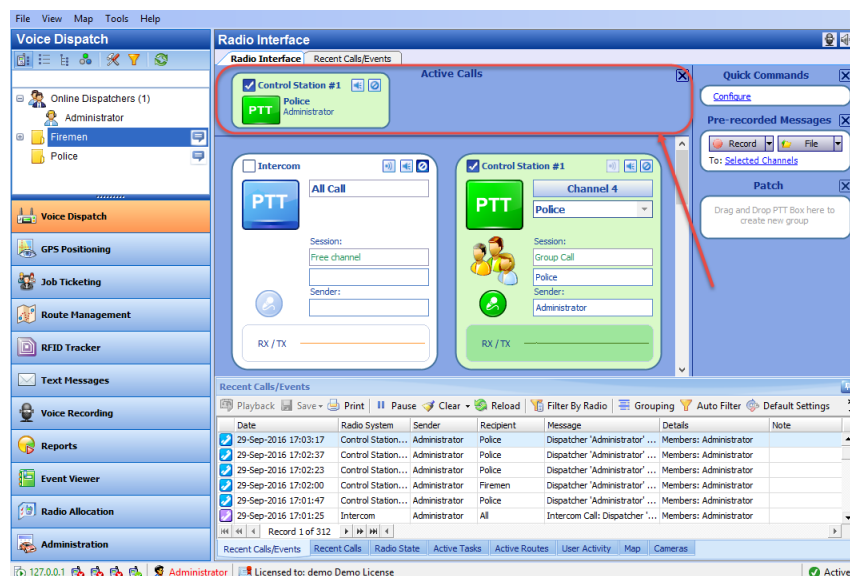 File View Map Tools Help
Voice Dispatch
Radio Interface
Radio Interface Recent Calls/Events
Active Calls
Control Station #1
PTT
Police
Administrator
Quick Commands
Configure
Pre-recorded Messages
Record File
To: Selected Channels
Patch
Drag and Drop PTT Box here to
create new group
Online Dispatchers (1)
Administrator
Firemen
Police
Intercom
PTT
All Call
Session:
Free channel
Sender:
RX / TX
Control Station #1
PTT
Channel 4
Police
Session:
Group Call
Police
Sender:
Administrator
RX / TX
Voice Dispatch
GPS Positioning
Job Ticketing
Route Management
RFID Tracker
Text Messages
Voice Recording
Reports
Event Viewer
Radio Allocation
Administration
Recent Calls/Events
Playback Save Print Pause Clear Reload Filter By Radio Grouping Auto Filter Default Settings
Date Radio System Sender Recipient Message Details Note
29-Sep-2016 17:03:17 Control Station... Administrator Police Dispatcher 'Administrator' ... Members: Administrator
29-Sep-2016 17:02:37 Control Station... Administrator Police Dispatcher 'Administrator' ... Members: Administrator
29-Sep-2016 17:02:23 Control Station... Administrator Police Dispatcher 'Administrator' ... Members: Administrator
29-Sep-2016 17:02:00 Control Station... Administrator Firemen Dispatcher 'Administrator' ... Members: Administrator
29-Sep-2016 17:01:47 Control Station... Administrator Police Dispatcher 'Administrator' ... Members: Administrator
29-Sep-2016 17:01:25 Intercom Administrator All Intercom Call: Dispatcher '... Members: Administrator
Record 1 of 312
Recent Calls/Events Recent Calls Radio State Active Tasks Active Routes User Activity Map Cameras
127.0.0.1 Administrator Licensed to: demo Demo License Active